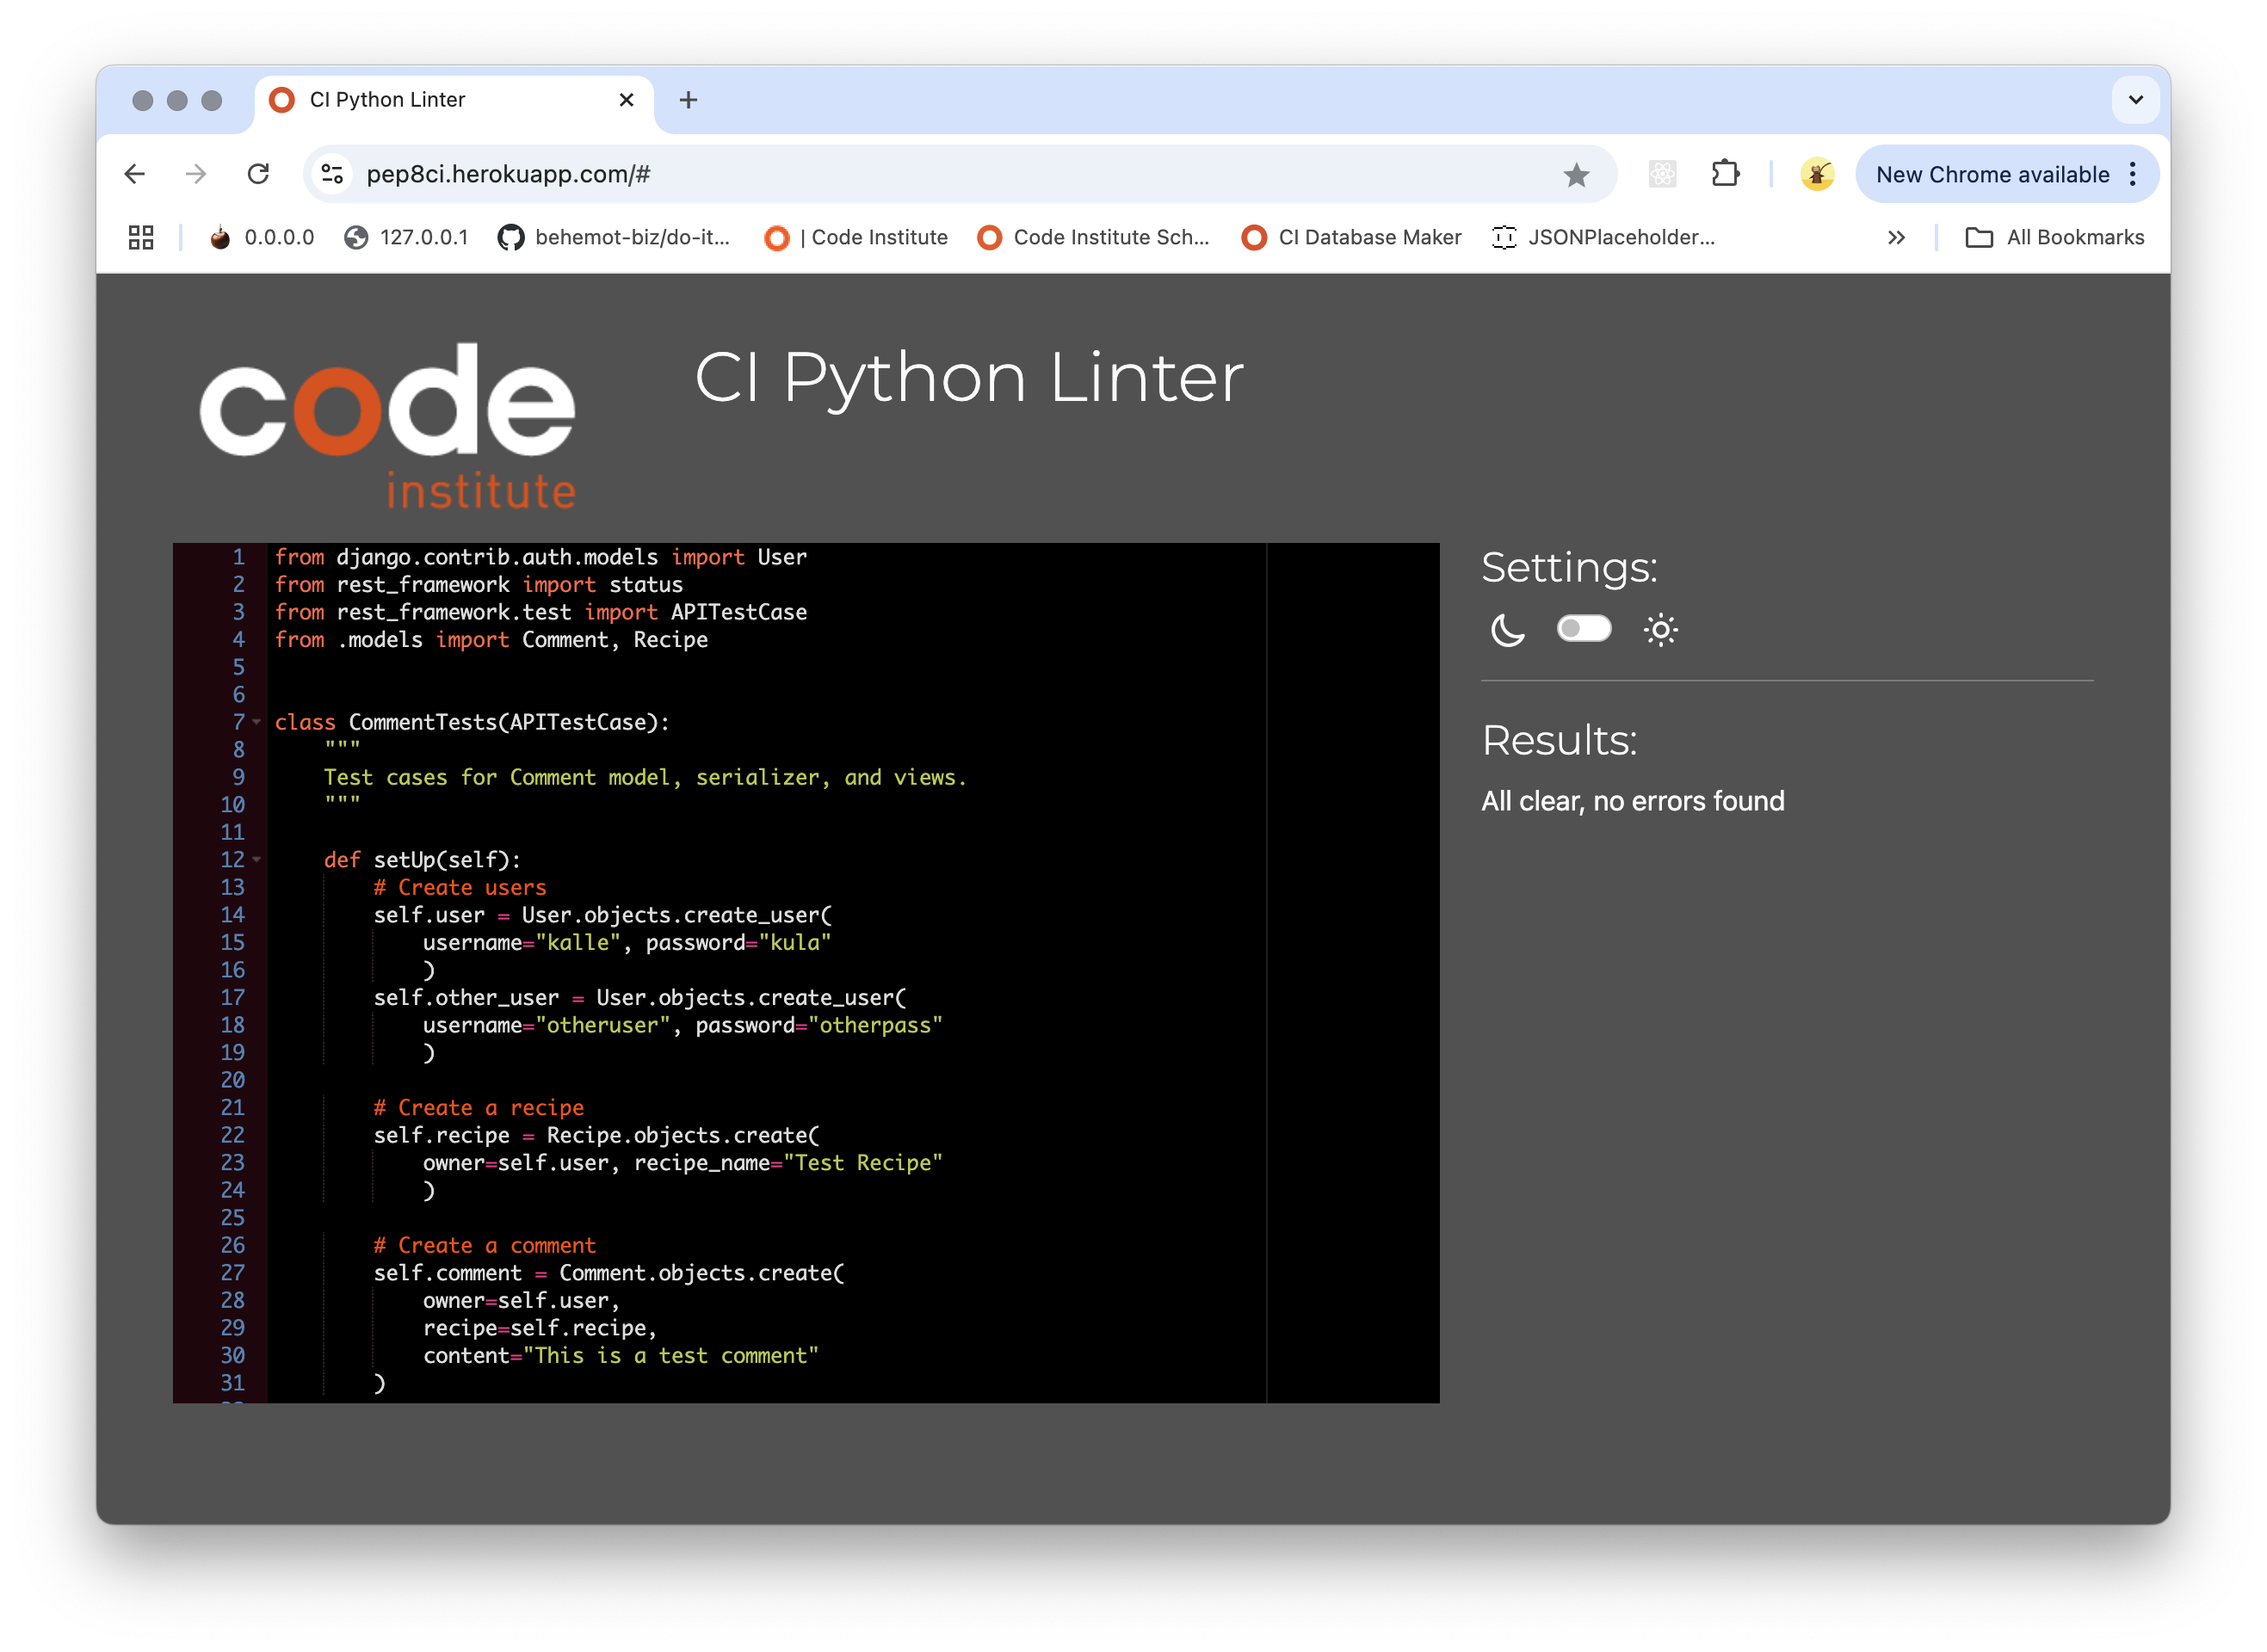 CI Python Linter
pep8ci.herokuapp.com/#
New Chrome available
0.0.0.0
127.0.0.1
behemot-biz/do-it...
| Code Institute
Code Institute Sch...
CI Database Maker
JSONPlaceholder...
All Bookmarks
code
institute
CI Python Linter
1 from django.contrib.auth.models import User
2 from rest_framework import status
3 from rest_framework.test import APITestCase
4 from .models import Comment, Recipe
5
6
7 class CommentTests(APITestCase):
8     """
9     Test cases for Comment model, serializer, and views.
10     """
11
12     def setUp(self):
13         # Create users
14         self.user = User.objects.create_user(
15             username="kalle", password="kula"
16             )
17         self.other_user = User.objects.create_user(
18             username="otheruser", password="otherpass"
19             )
20
21         # Create a recipe
22         self.recipe = Recipe.objects.create(
23             owner=self.user, recipe_name="Test Recipe"
24             )
25
26         # Create a comment
27         self.comment = Comment.objects.create(
28             owner=self.user,
29             recipe=self.recipe,
30             content="This is a test comment"
31         )
Settings:
Results:
All clear, no errors found